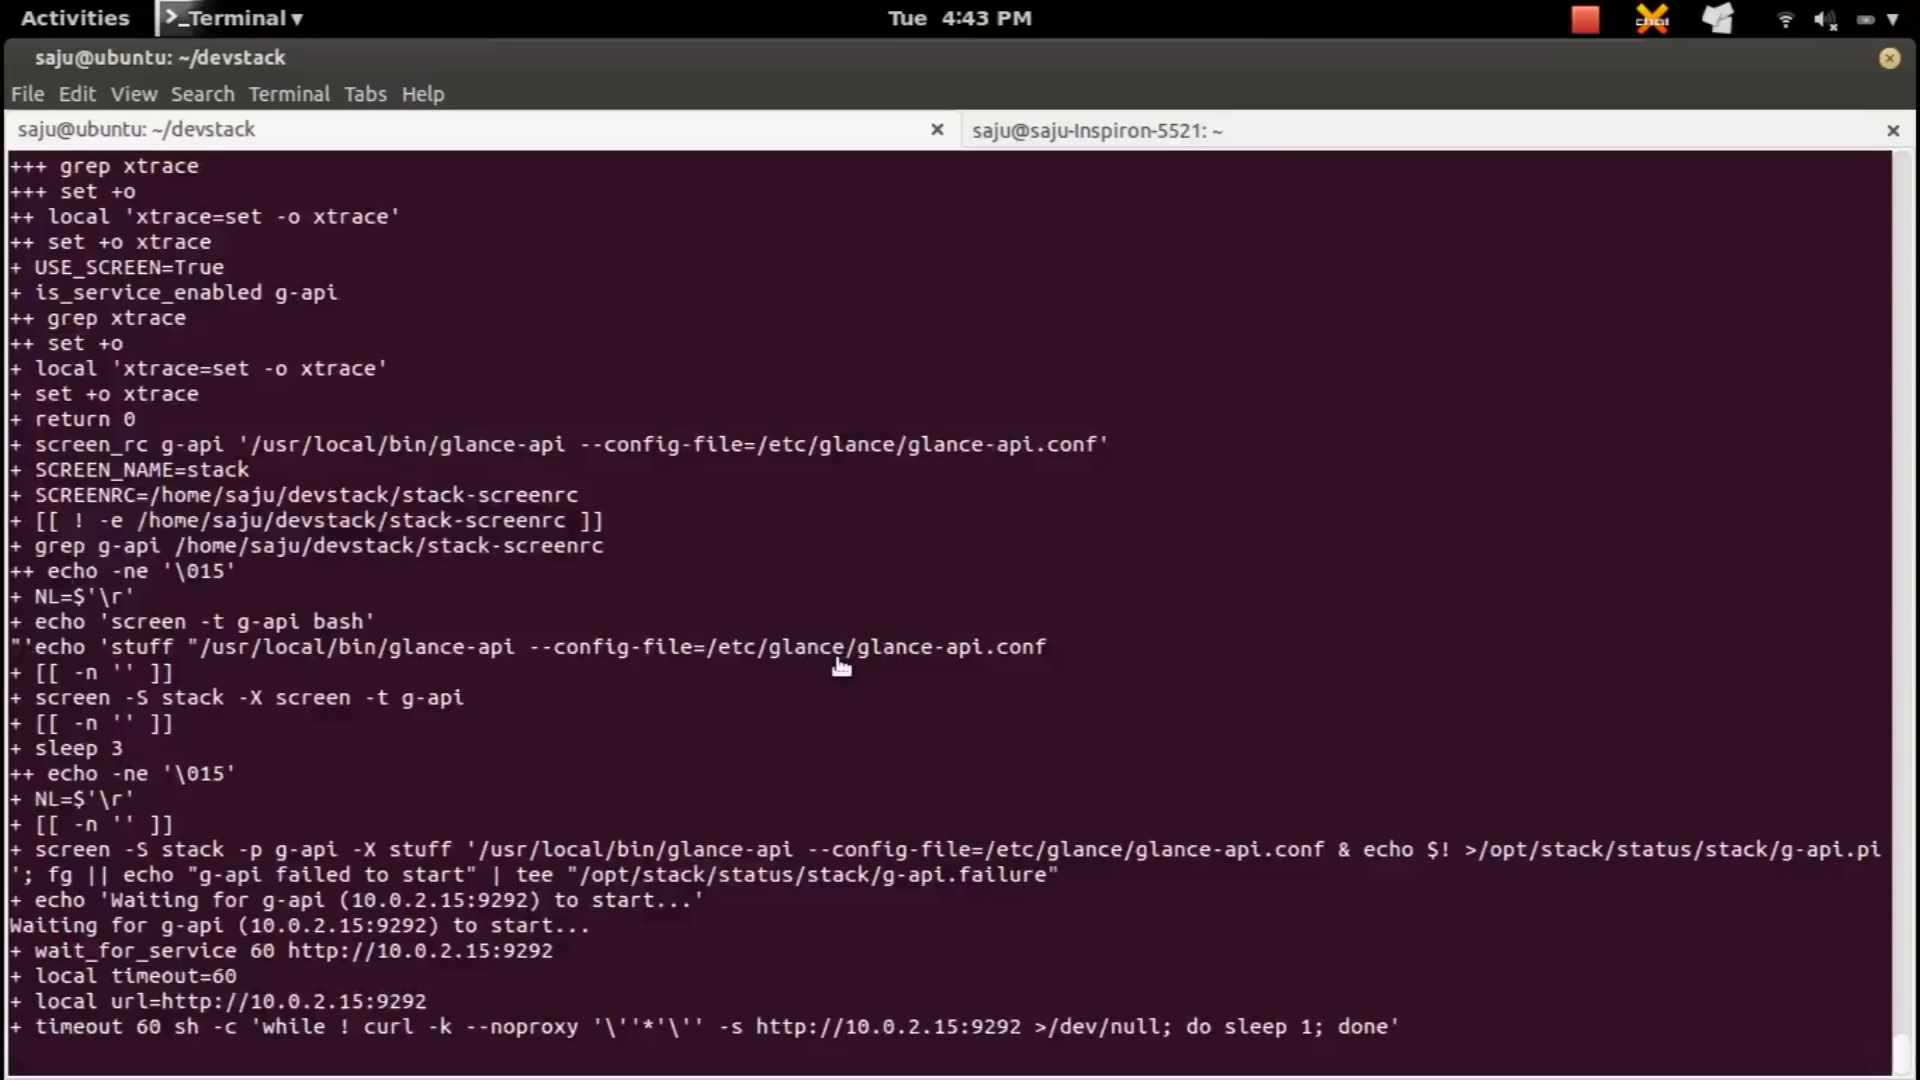 Activities >_Terminal ▾ Tue 4:43 PM
saju@ubuntu: ~/devstack
File Edit View Search Terminal Tabs Help
saju@ubuntu: ~/devstack × saju@saju-Inspiron-5521: ~ ×
+++ grep xtrace
+++ set +o
++ local 'xtrace=set -o xtrace'
++ set +o xtrace
+ USE_SCREEN=True
+ is_service_enabled g-api
++ grep xtrace
++ set +o
+ local 'xtrace=set -o xtrace'
+ set +o xtrace
+ return 0
+ screen_rc g-api '/usr/local/bin/glance-api --config-file=/etc/glance/glance-api.conf'
+ SCREEN_NAME=stack
+ SCREENRC=/home/saju/devstack/stack-screenrc
+ [[ ! -e /home/saju/devstack/stack-screenrc ]]
+ grep g-api /home/saju/devstack/stack-screenrc
++ echo -ne '\015'
+ NL=$'\r'
+ echo 'screen -t g-api bash'
"'echo 'stuff "/usr/local/bin/glance-api --config-file=/etc/glance/glance-api.conf
+ [[ -n '' ]]
+ screen -S stack -X screen -t g-api
+ [[ -n '' ]]
+ sleep 3
++ echo -ne '\015'
+ NL=$'\r'
+ [[ -n '' ]]
+ screen -S stack -p g-api -X stuff '/usr/local/bin/glance-api --config-file=/etc/glance/glance-api.conf & echo $! >/opt/stack/status/stack/g-api.pi
'; fg || echo "g-api failed to start" | tee "/opt/stack/status/stack/g-api.failure"
+ echo 'Waiting for g-api (10.0.2.15:9292) to start...'
Waiting for g-api (10.0.2.15:9292) to start...
+ wait_for_service 60 http://10.0.2.15:9292
+ local timeout=60
+ local url=http://10.0.2.15:9292
+ timeout 60 sh -c 'while ! curl -k --noproxy '\''*'\'' -s http://10.0.2.15:9292 >/dev/null; do sleep 1; done'